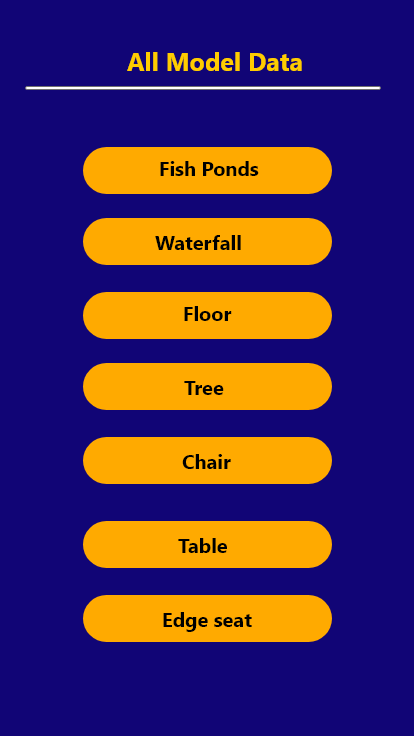 All Model Data
Fish Ponds
Waterfall
Floor
Tree
Chair
Table
Edge seat